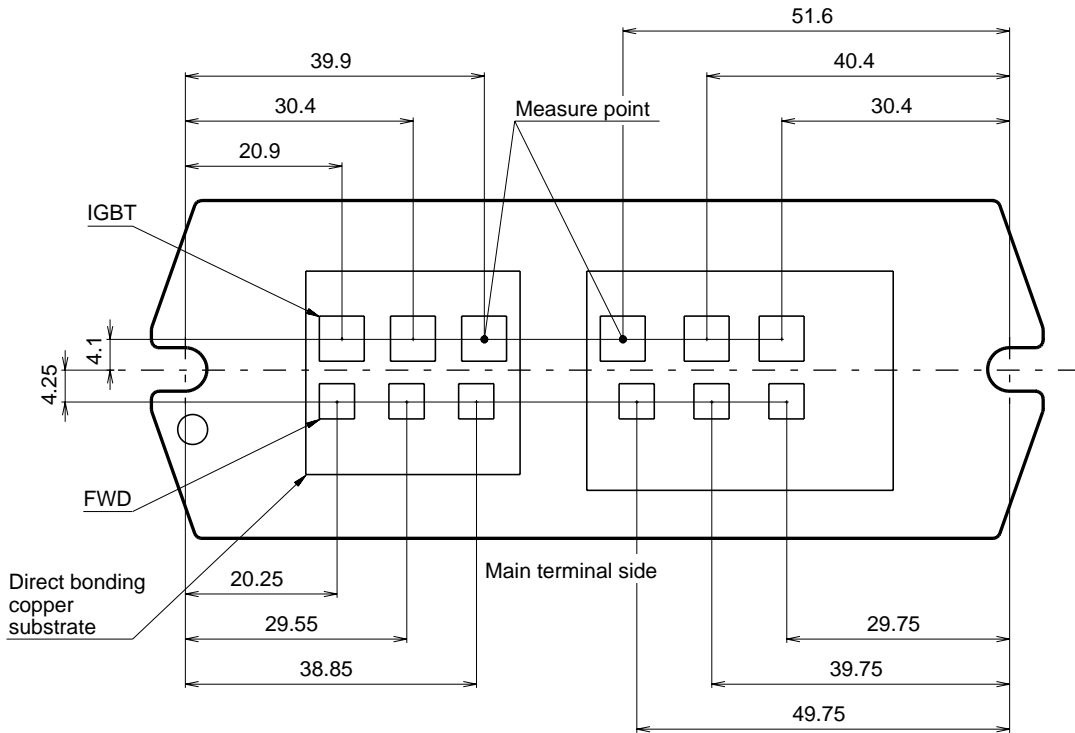 51.6
39.9
40.4
30.4
Measure point
30.4
20.9
IGBT
4.1
4.25
FWD
Main terminal side
Direct bonding
copper
substrate
20.25
29.55
29.75
38.85
39.75
49.75